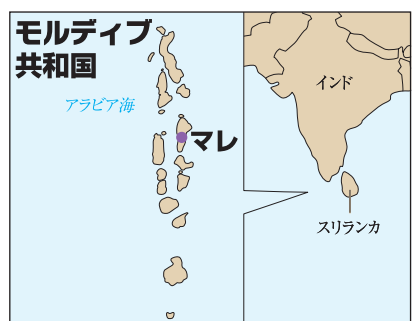 モルディブ
共和国
アラビア海
マレ
インド
スリランカ